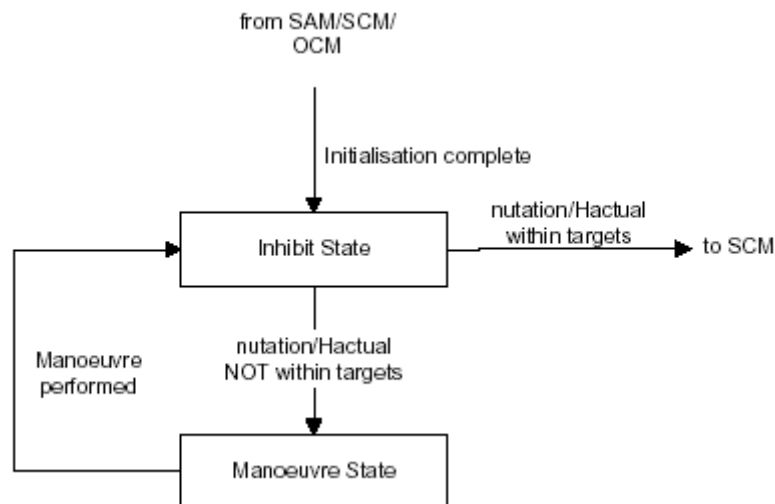 from SAM/SCM/
OCM
Initialisation complete
nutation/Hactual
within targets
Inhibit State
to SCM
nutation/Hactual
NOT within targets
Manoeuvre
performed
Manoeuvre State